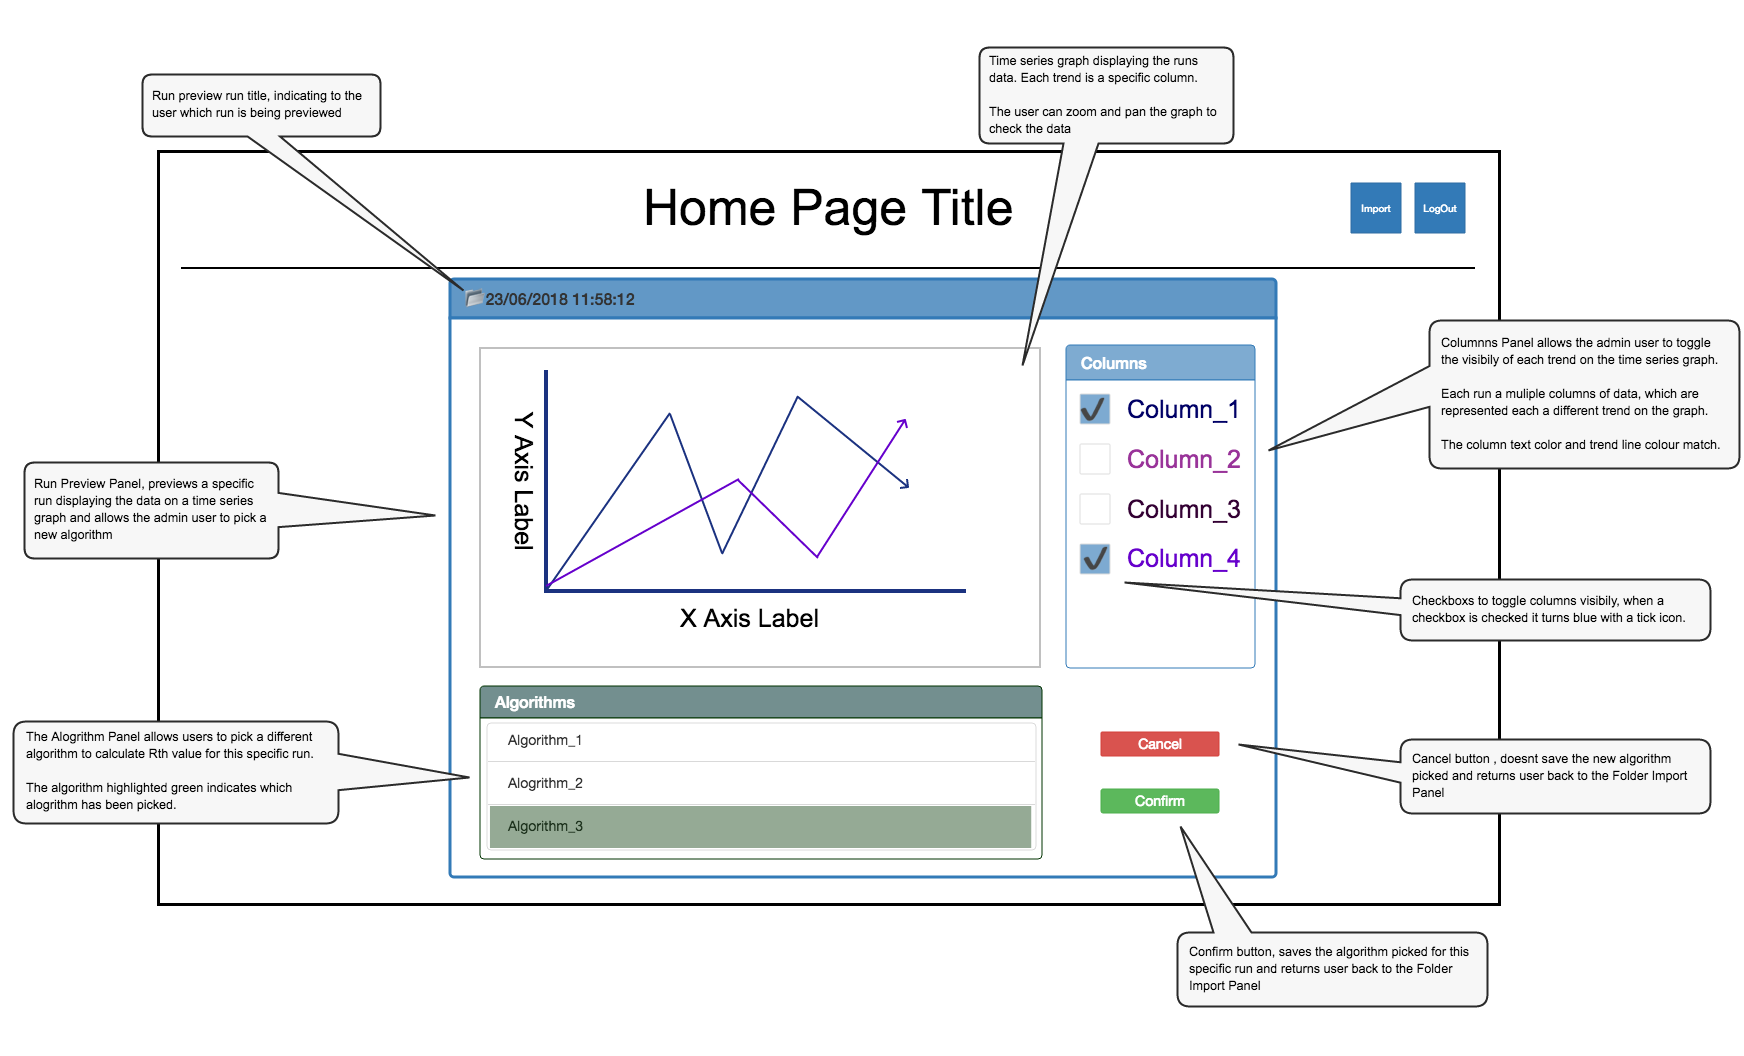 Time series graph displaying the runs
data. Each trend is a specific column.
The user can zoom and pan the graph to
check the data
Run preview run title, indicating to the
user which run is being previewed
Home Page Title
Import
LogOut
23/06/2018 11:58:12
Columns
Column_1
Column_2
Column_3
Column_4
Y Axis Label
X Axis Label
Columnns Panel allows the admin user to toggle
the visibily of each trend on the time series graph.
Each run a muliple columns of data, which are
represented each a different trend on the graph.
The column text color and trend line colour match.
Run Preview Panel, previews a specific
run displaying the data on a time series
graph and allows the admin user to pick a
new algorithm
Checkboxs to toggle columns visibily, when a
checkbox is checked it turns blue with a tick icon.
Algorithms
Algorithm_1
Alogrithm_2
Algorithm_3
The Alogrithm Panel allows users to pick a different
algorithm to calculate Rth value for this specific run.
The algorithm highlighted green indicates which
alogrithm has been picked.
Cancel
Confirm
Cancel button , doesnt save the new algorithm
picked and returns user back to the Folder Import
Panel
Confirm button, saves the algorithm picked for this
specific run and returns user back to the Folder
Import Panel